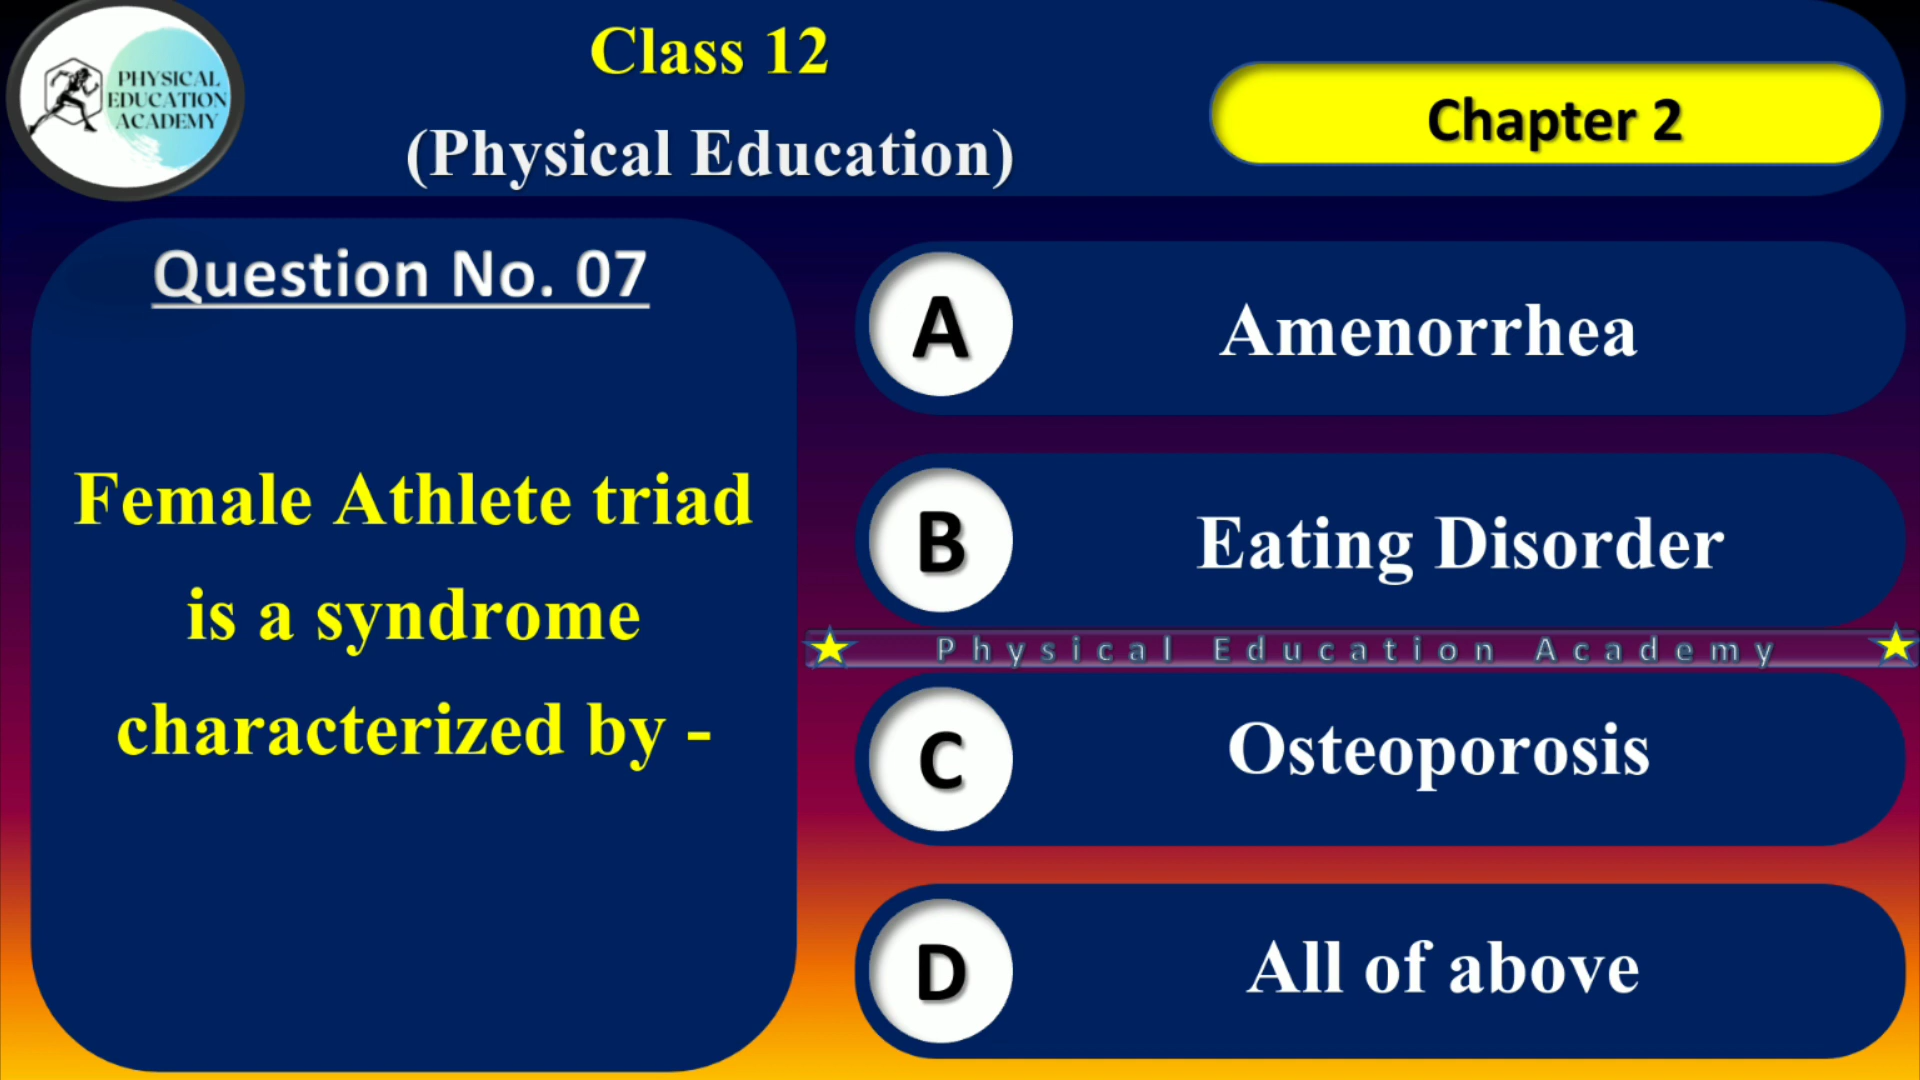 PHYSICAL
EDUCATION
ACADEMY
Class 12
(Physical Education)
Chapter 2
Question No. 07
Female Athlete triad
is a syndrome
characterized by -
A
Amenorrhea
B
Eating Disorder
Physical Education Academy
C
Osteoporosis
D
All of above